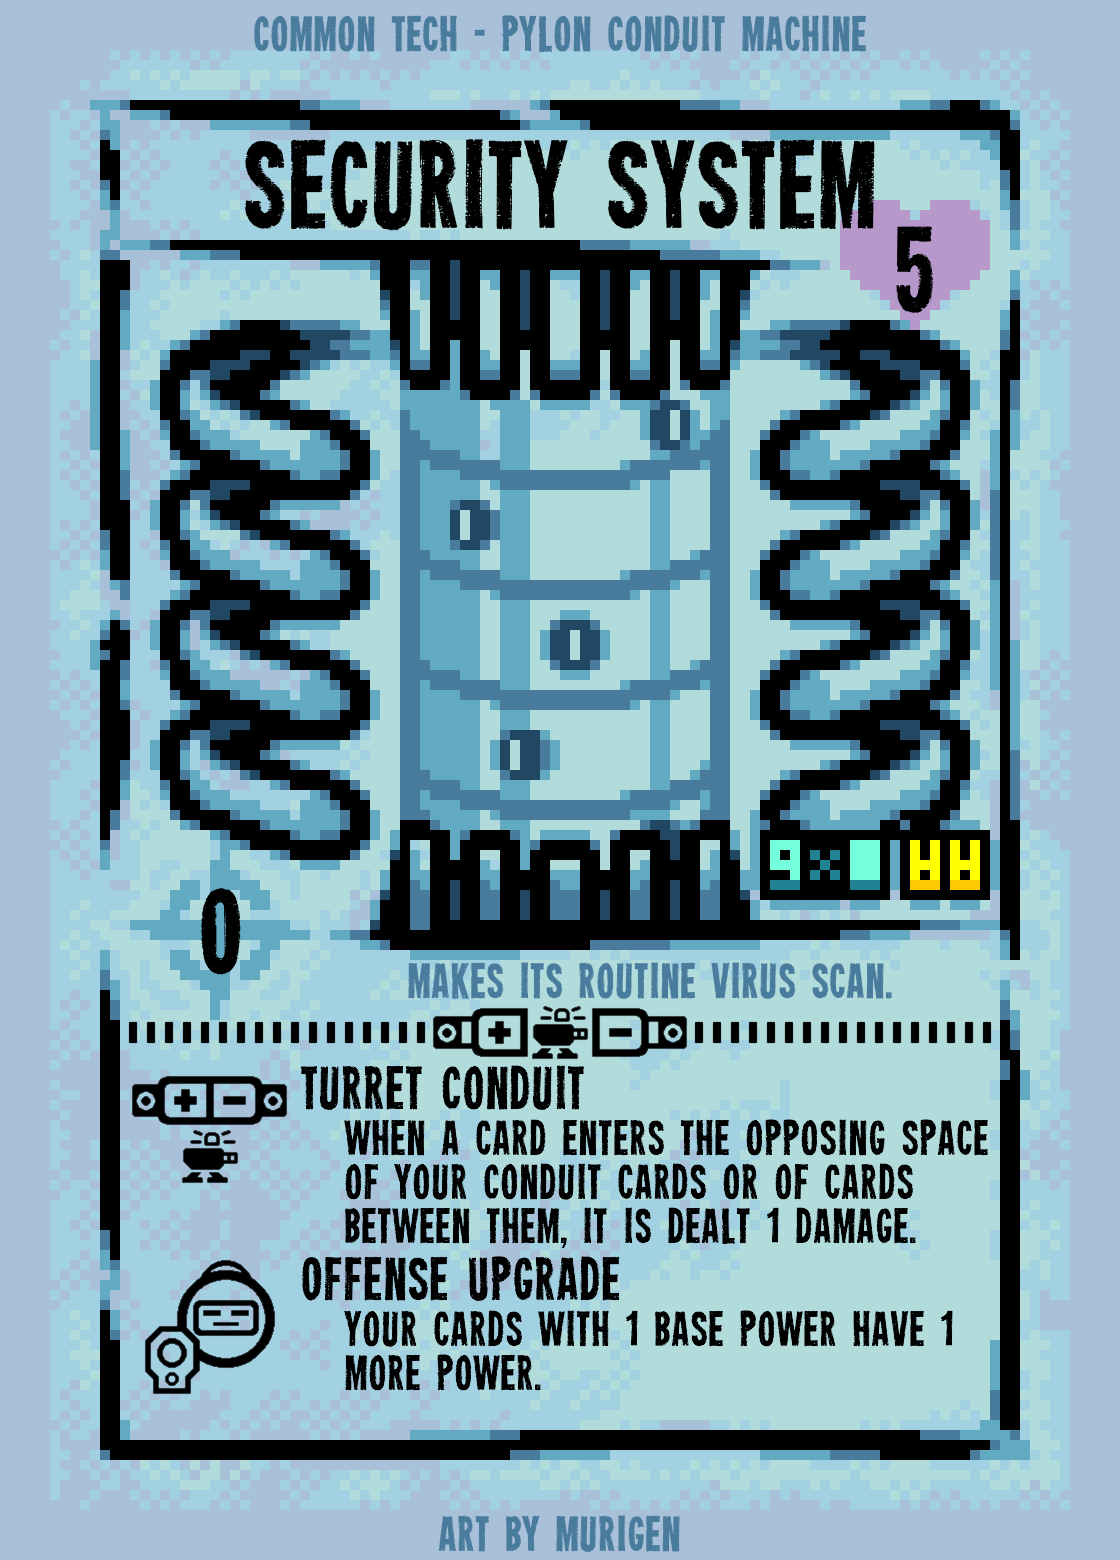 COMMON TECH - PYLON CONDUIT MACHINE
SECURITY SYSTEM
5
9x
0
MAKES ITS ROUTINE VIRUS SCAN.
TURRET CONDUIT
WHEN A CARD ENTERS THE OPPOSING SPACE
OF YOUR CONDUIT CARDS OR OF CARDS
BETWEEN THEM, IT IS DEALT 1 DAMAGE.
OFFENSE UPGRADE
YOUR CARDS WITH 1 BASE POWER HAVE 1
MORE POWER.
ART BY MURIGEN